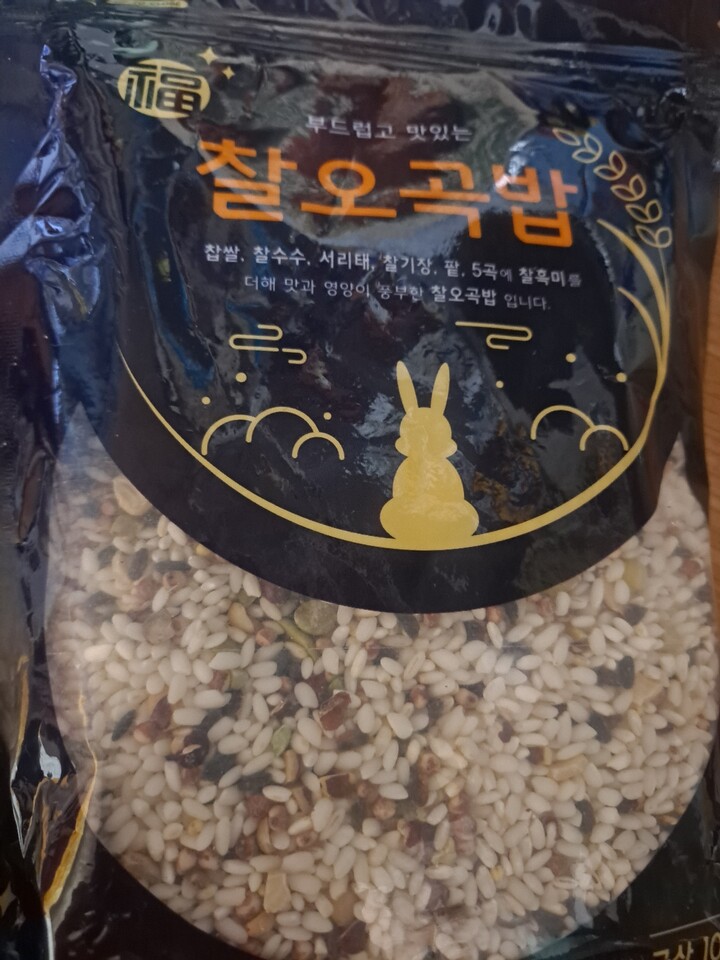 福
부드럽고 맛있는
찰오곡밥
찹쌀, 찰수수, 서리태, 찰기장, 팥, 5곡에 찰흑미를
더해 맛과 영양이 풍부한 찰오곡밥 입니다.